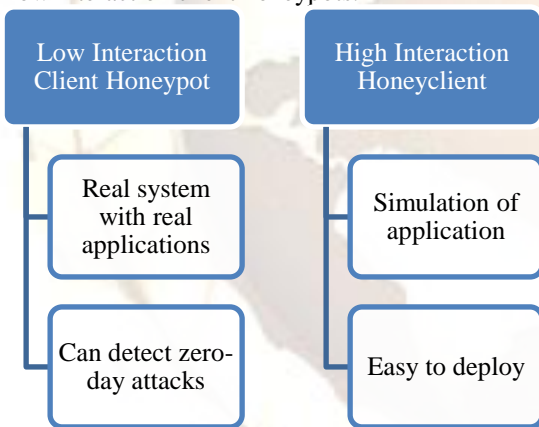 Low Interaction
Client Honeypot
High Interaction
Honeyclient
Real system
with real
applications
Simulation of
application
Can detect zero-
day attacks
Easy to deploy